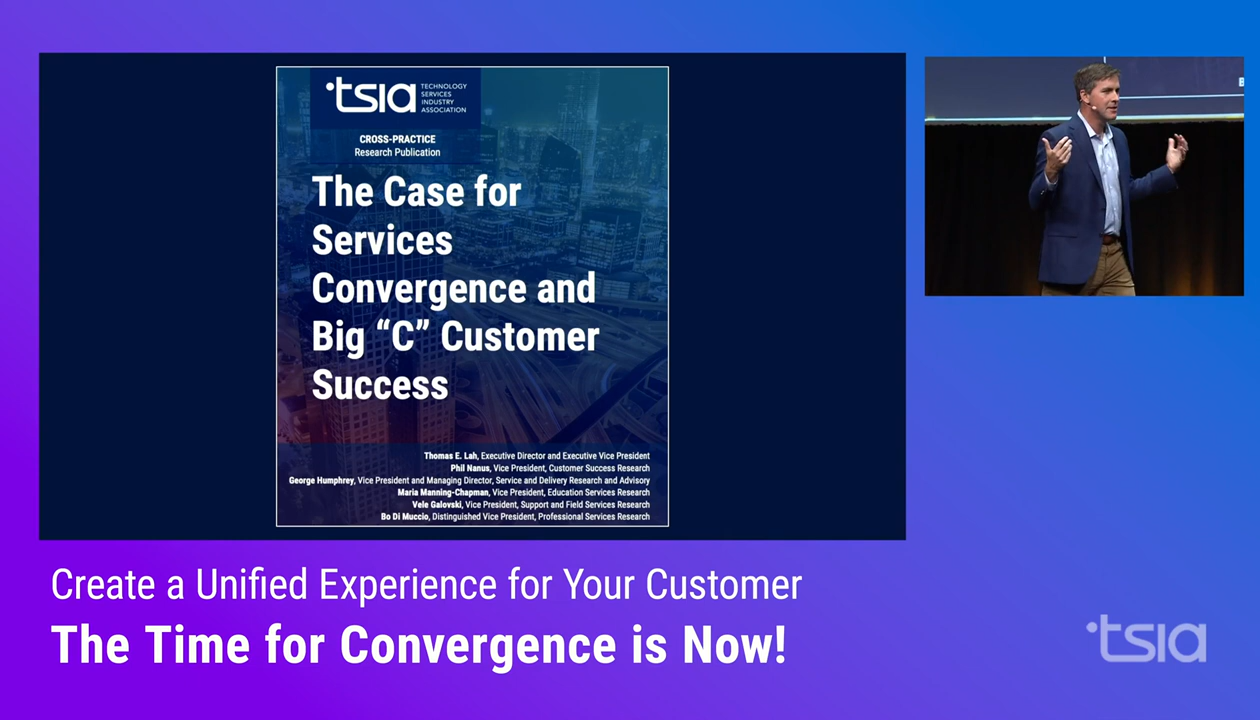 tsia TECHNOLOGY
SERVICES
INDUSTRY
ASSOCIATION
CROSS-PRACTICE
Research Publication
The Case for
Services
Convergence and
Big “C” Customer
Success
Thomas E. Lah, Executive Director and Executive Vice President
Phil Nanus, Vice President, Customer Success Research
George Humphrey, Vice President and Managing Director, Service and Delivery Research and Advisory
Maria Manning-Chapman, Vice President, Education Services Research
Vele Galovski, Vice President, Support and Field Services Research
Bo Di Muccio, Distinguished Vice President, Professional Services Research
Create a Unified Experience for Your Customer
The Time for Convergence is Now!
tsia